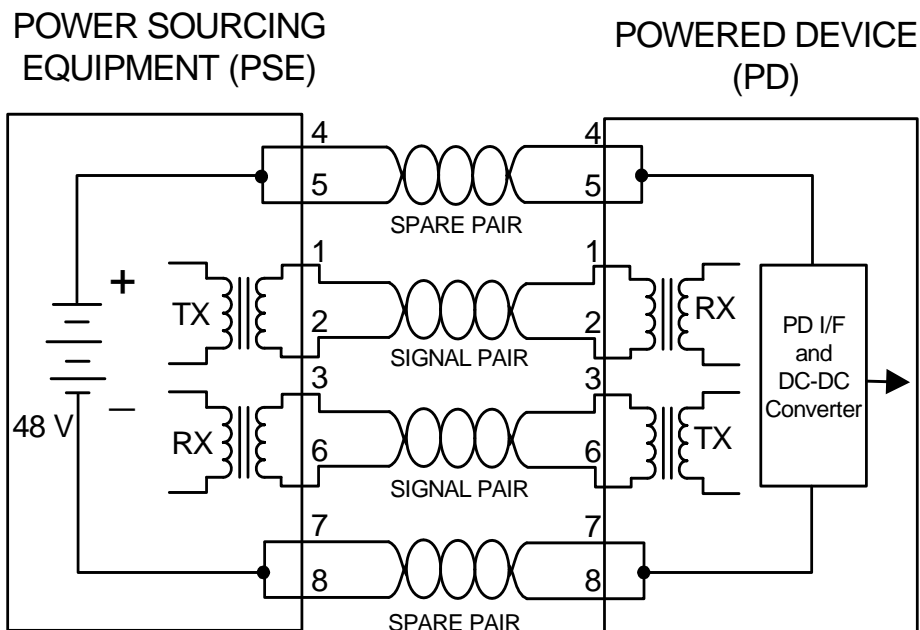 POWER SOURCING
EQUIPMENT (PSE)
POWERED DEVICE
(PD)
4
5
SPARE PAIR
4
5
+
TX
1
2
SIGNAL PAIR
1
2
RX
48 V
–
RX
3
6
SIGNAL PAIR
3
6
TX
PD I/F
and
DC-DC
Converter
7
8
SPARE PAIR
7
8